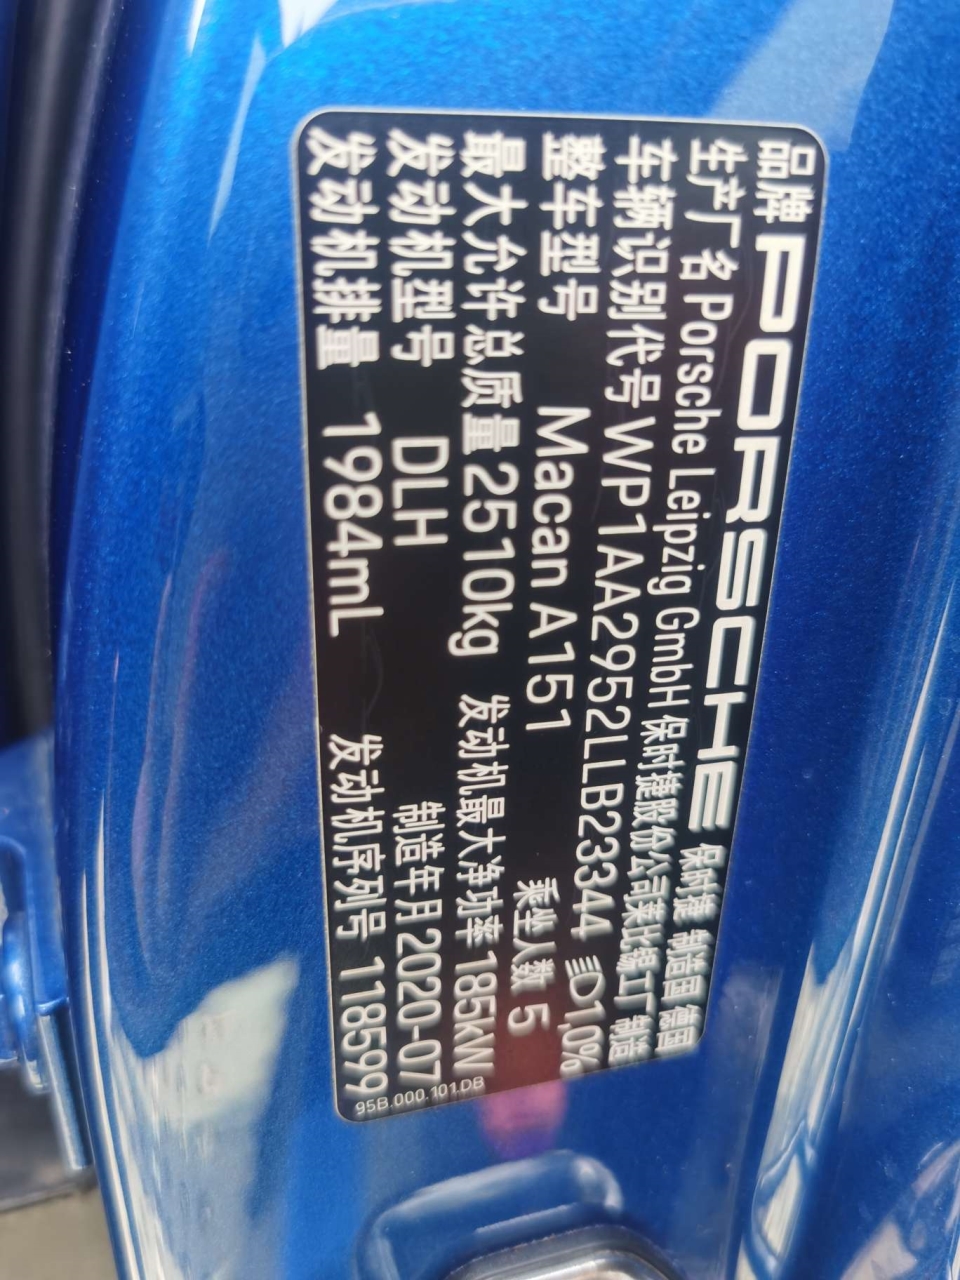 品牌 PORSCHE 保时捷 制造国 德国
生产厂名 Porsche Leipzig GmbH 保时捷股份公司莱比锡工厂制造
车辆识别代号 WP1AA2952LLB23344 1,0%
整车型号 Macan A151 乘坐人数 5
最大允许总质量 2510kg 发动机最大净功率 185kW
发动机型号 DLH 制造年月 2020-07
发动机排量 1984mL 发动机序列号 118599
95B.000.101.DB